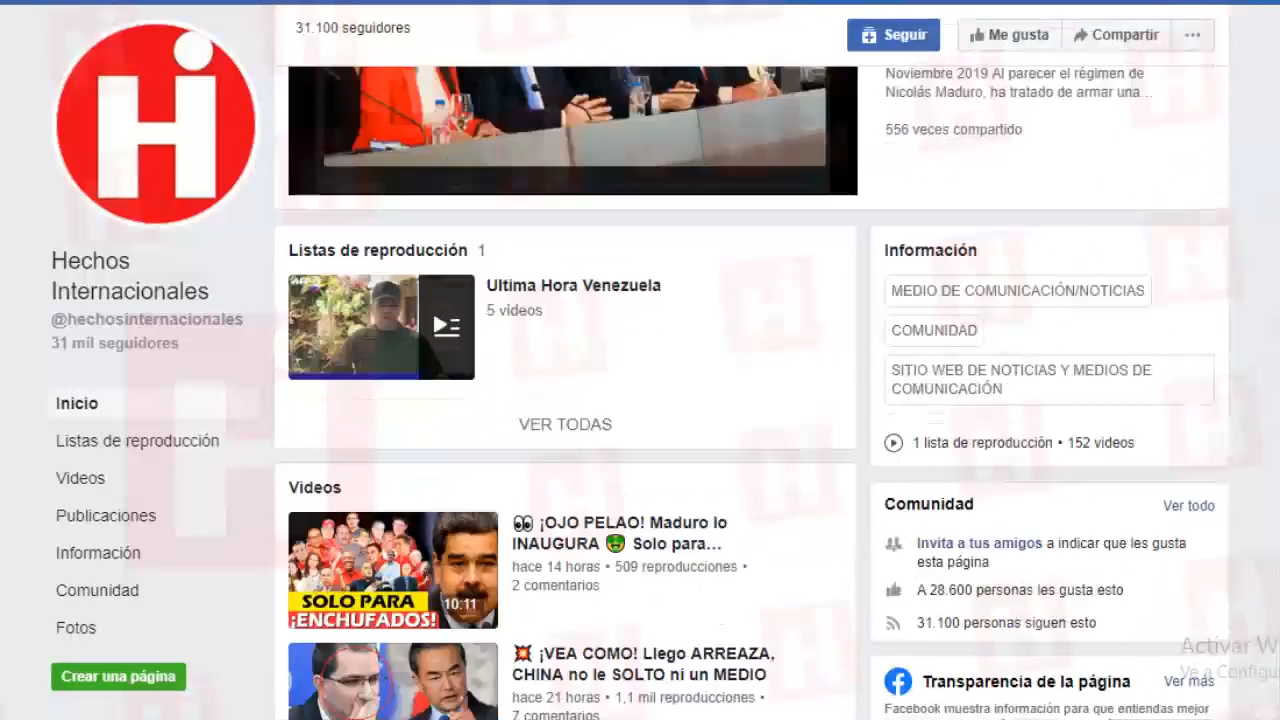 31.100 seguidores
Seguir
Me gusta
Compartir
Noviembre 2019 Al parecer el régimen de
Nicolás Maduro, ha tratado de armar una...
556 veces compartido
Hi
Hechos
Internacionales
@hechosinternacionales
31 mil seguidores
Inicio
Listas de reproducción
Videos
Publicaciones
Información
Comunidad
Fotos
Crear una página
Listas de reproducción 1
Ultima Hora Venezuela
5 videos
VER TODAS
Videos
👀 ¡OJO PELAO! Maduro lo
INAUGURA 🤑 Solo para...
hace 14 horas • 509 reproducciones •
2 comentarios
SOLO PARA
¡ENCHUFADOS!
10:11
💥 ¡VEA COMO! Llego ARREAZA,
CHINA no le SOLTO ni un MEDIO
hace 21 horas • 1,1 mil reproducciones •
7 comentarios
Información
MEDIO DE COMUNICACIÓN/NOTICIAS
COMUNIDAD
SITIO WEB DE NOTICIAS Y MEDIOS DE
COMUNICACIÓN
1 lista de reproducción • 152 videos
Comunidad
Ver todo
Invita a tus amigos a indicar que les gusta
esta página
A 28.600 personas les gusta esto
31.100 personas siguen esto
Transparencia de la página
Ver más
Facebook muestra información para que entiendas mejor
Activar W
Ve a Configu